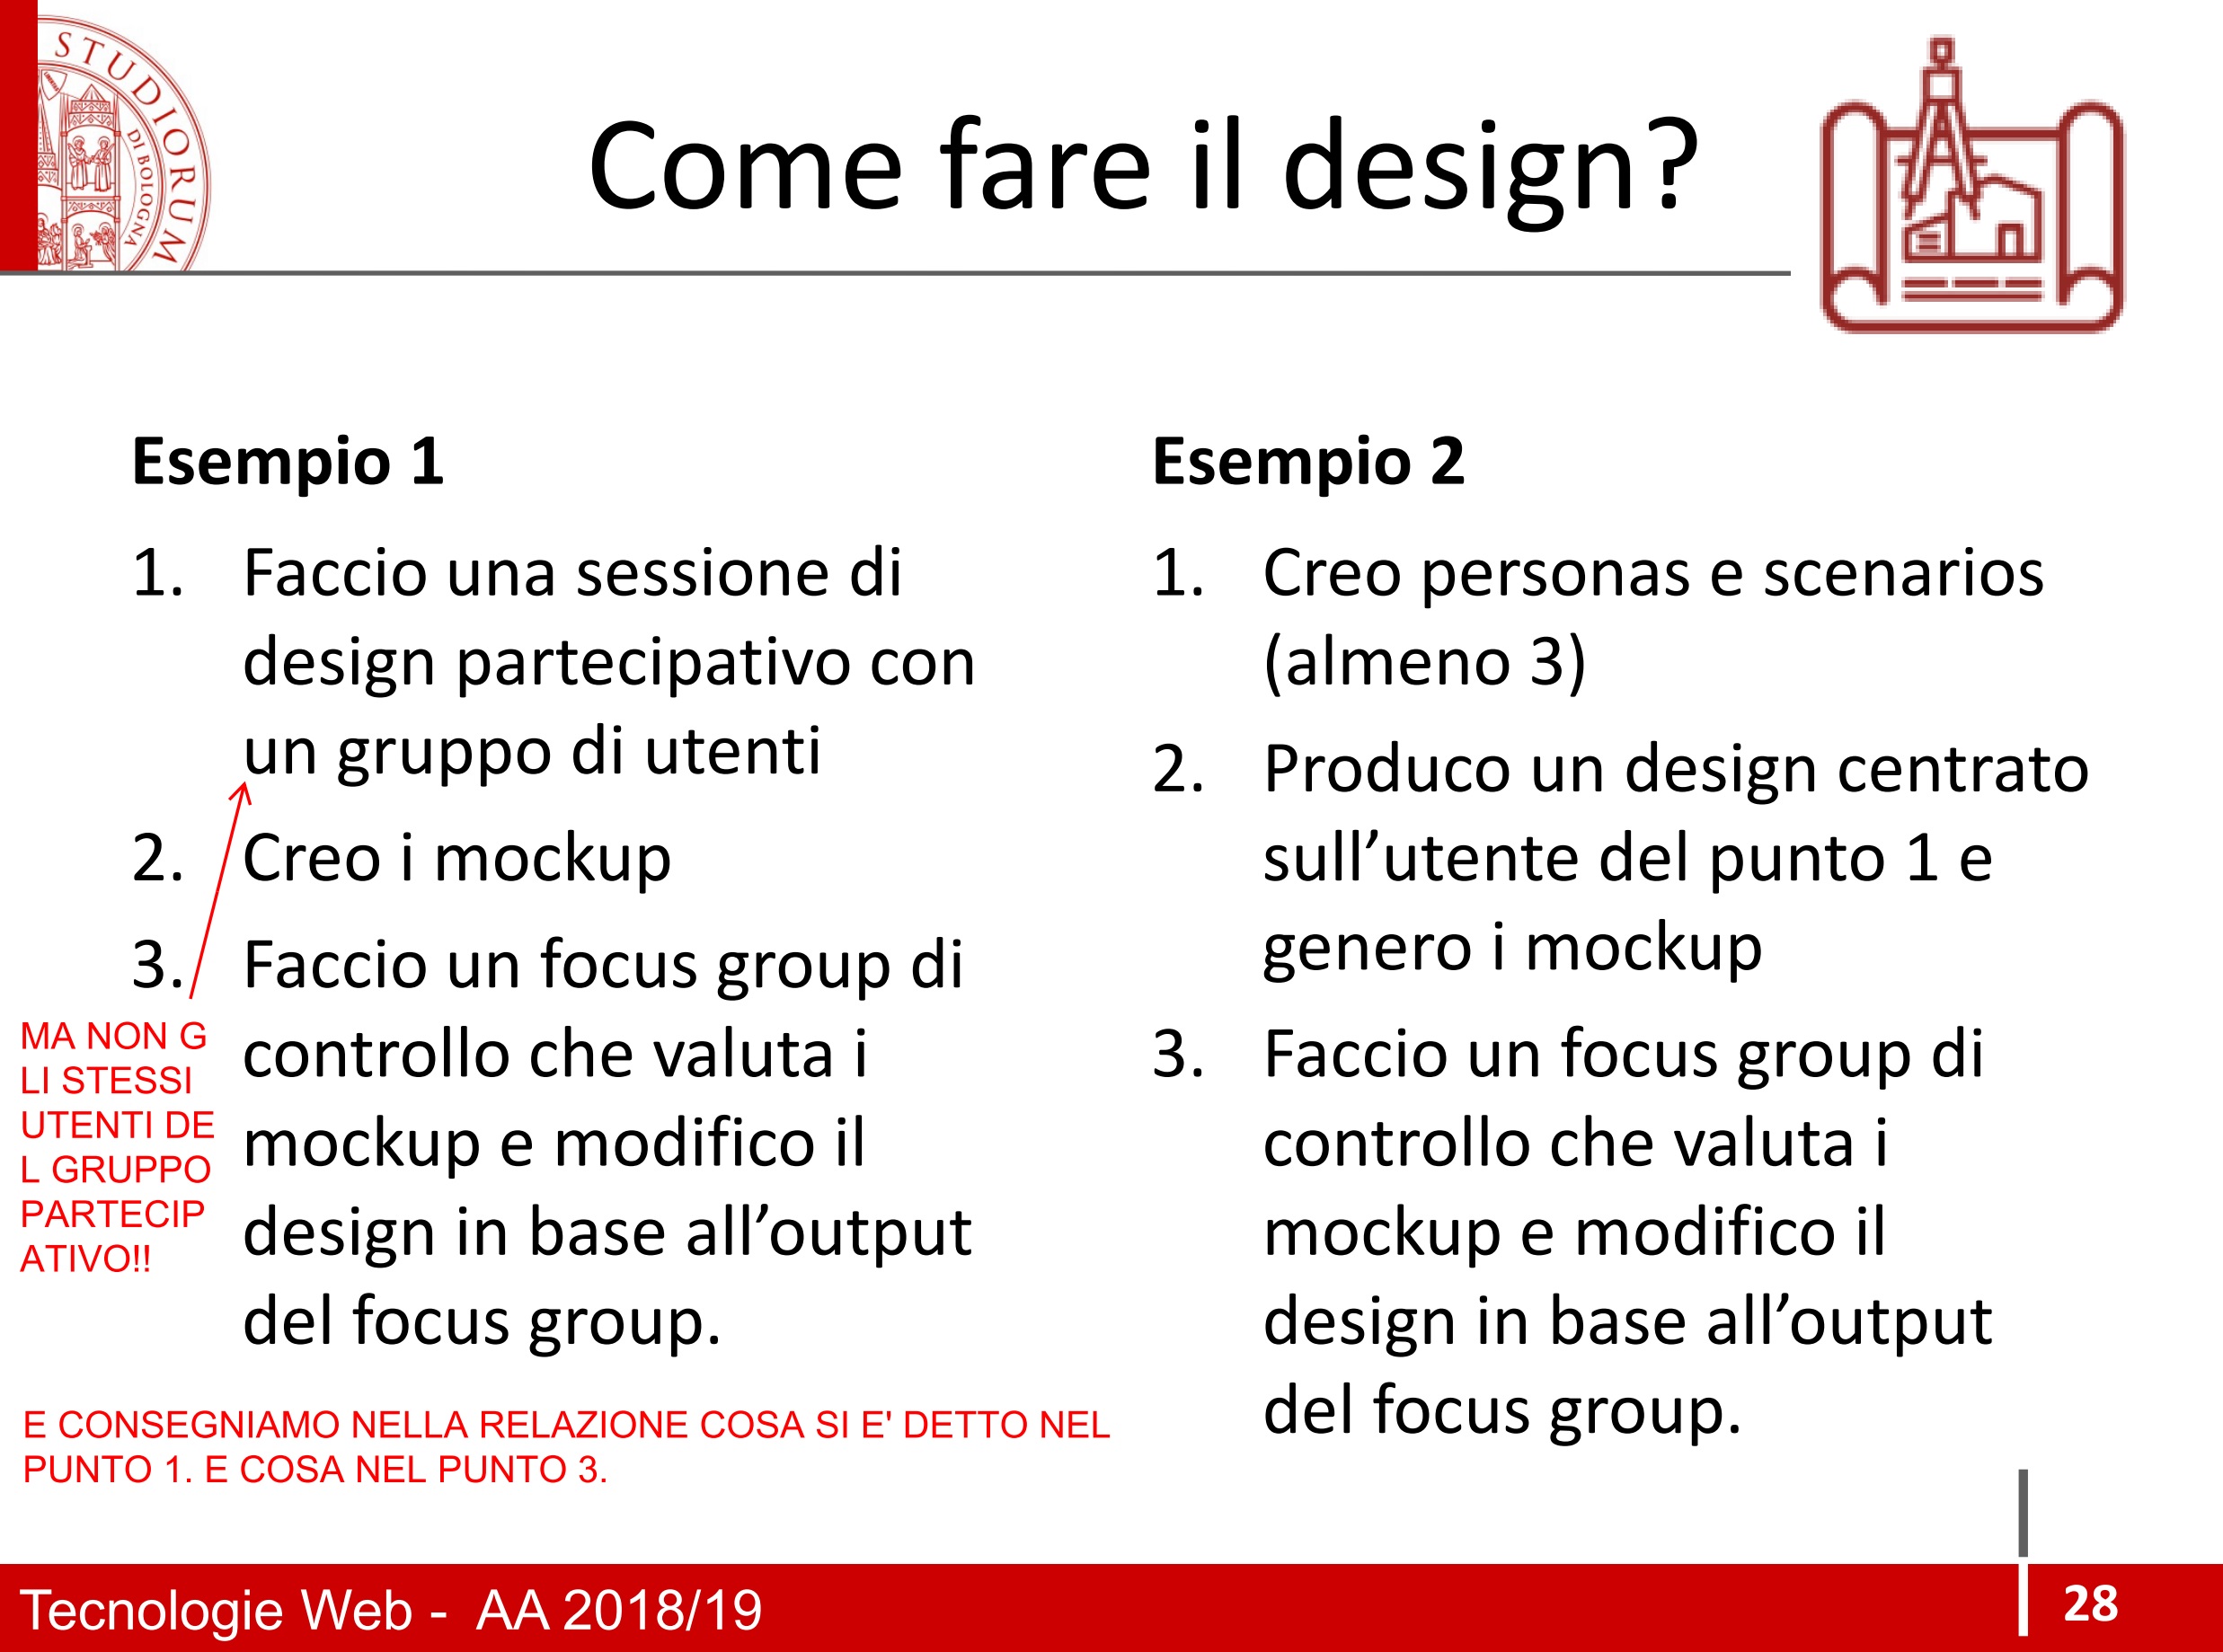 STUDIORUM
DI BOLOGNA
Come fare il design?
Esempio 1
1. Faccio una sessione di
design partecipativo con
un gruppo di utenti
2. Creo i mockup
3. Faccio un focus group di
controllo che valuta i
mockup e modifico il
design in base all’output
del focus group.
MA NON G
LI STESSI
UTENTI DE
L GRUPPO
PARTECIP
ATIVO!!
E CONSEGNIAMO NELLA RELAZIONE COSA SI E' DETTO NEL
PUNTO 1. E COSA NEL PUNTO 3.
Esempio 2
1. Creo personas e scenarios
(almeno 3)
2. Produco un design centrato
sull’utente del punto 1 e
genero i mockup
3. Faccio un focus group di
controllo che valuta i
mockup e modifico il
design in base all’output
del focus group.
Tecnologie Web - AA 2018/19
28